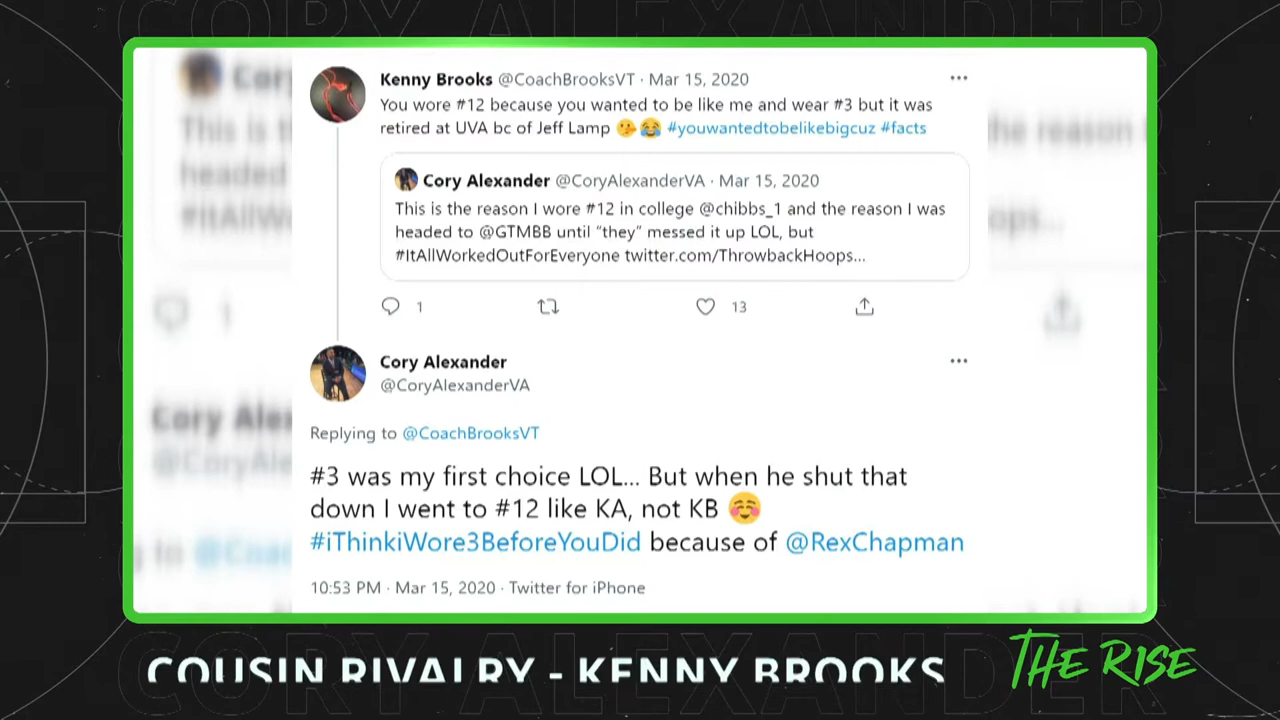 CORY ALEXANDER
Kenny Brooks @CoachBrooksVT · Mar 15, 2020
You wore #12 because you wanted to be like me and wear #3 but it was
retired at UVA bc of Jeff Lamp 🤫😂 #youwantedtobelikebigcuz #facts
Cory Alexander @CoryAlexanderVA · Mar 15, 2020
This is the reason I wore #12 in college @chibbs_1 and the reason I was
headed to @GTMBB until “they” messed it up LOL, but
#ItAllWorkedOutForEveryone twitter.com/ThrowbackHoops...
1
13
Cory Alexander
@CoryAlexanderVA
Replying to @CoachBrooksVT
#3 was my first choice LOL... But when he shut that
down I went to #12 like KA, not KB ☺️
#iThinkiWore3BeforeYouDid because of @RexChapman
10:53 PM · Mar 15, 2020 · Twitter for iPhone
CORY ALEXANDER
COUSIN RIVALRY - KENNY BROOKS
THE RISE